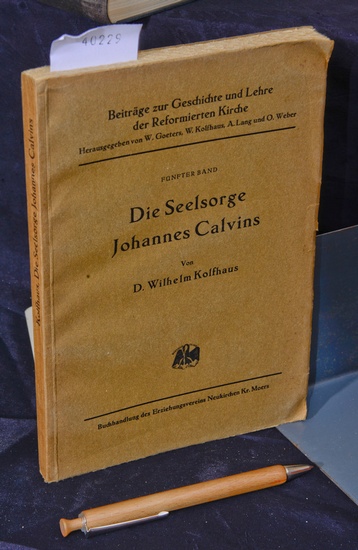 40229
Beiträge zur Geschichte und Lehre
der Reformierten Kirche
Herausgegeben von W. Goeters, W. Kolfhaus, A. Lang und O. Weber
FÜNFTER BAND
Die Seelsorge
Johannes Calvins
Von
D. Wilhelm Kolfhaus
Buchhandlung des Erziehungsvereins Neukirchen Kr. Moers
Kolfhaus, Die Seelsorge Johannes Calvins